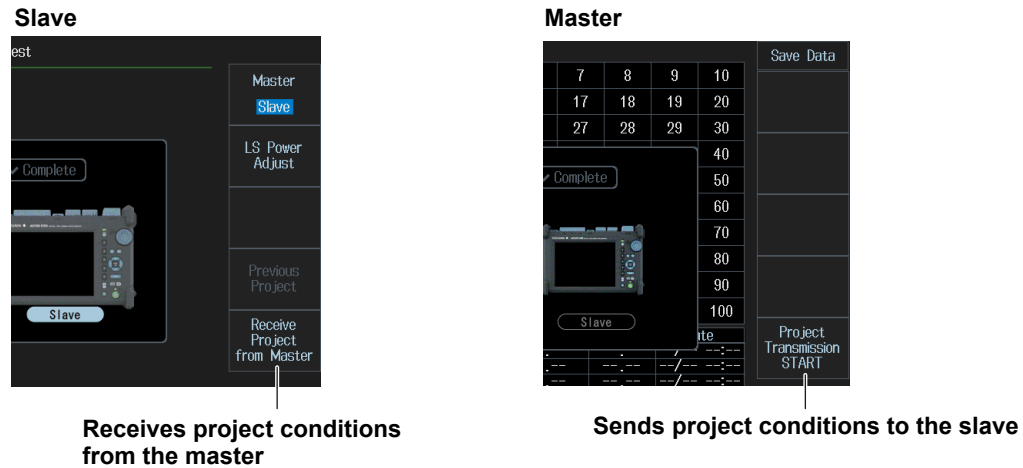 Slave
est
Master
Slave
LS Power
Adjust
Complete
Previous
Project
Slave
Receive
Project
from Master
Receives project conditions
from the master
Master
Save Data
7 8 9 10
17 18 19 20
27 28 29 30
40
Complete
50
60
70
80
90
100
Slave
te
--:--
--
--.--
--/--
--:--
--
--.--
--/--
--:--
Project
Transmission
START
Sends project conditions to the slave